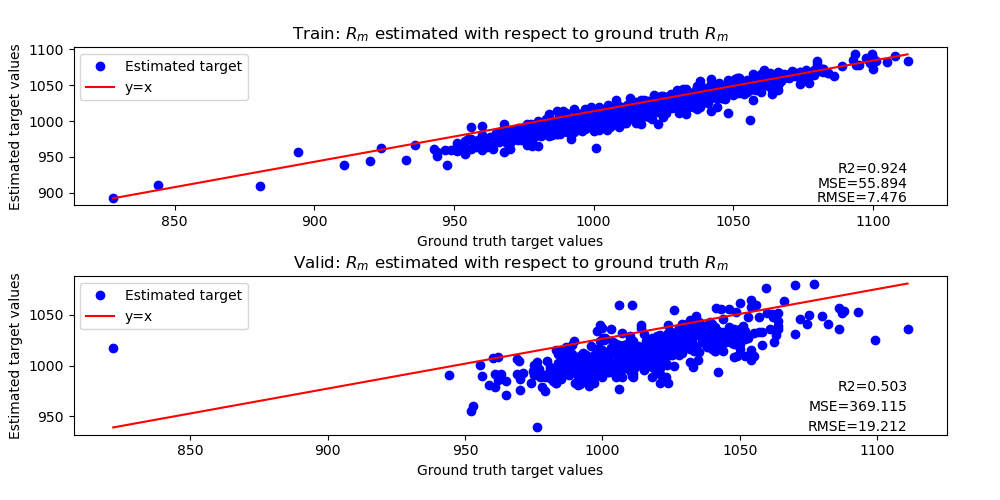 Train: R_m estimated with respect to ground truth R_m
Estimated target values
1100
1050
1000
950
900
Estimated target
y=x
R2=0.924
MSE=55.894
RMSE=7.476
850 900 950 1000 1050 1100
Ground truth target values
Valid: R_m estimated with respect to ground truth R_m
Estimated target values
1050
1000
950
Estimated target
y=x
R2=0.503
MSE=369.115
RMSE=19.212
850 900 950 1000 1050 1100
Ground truth target values